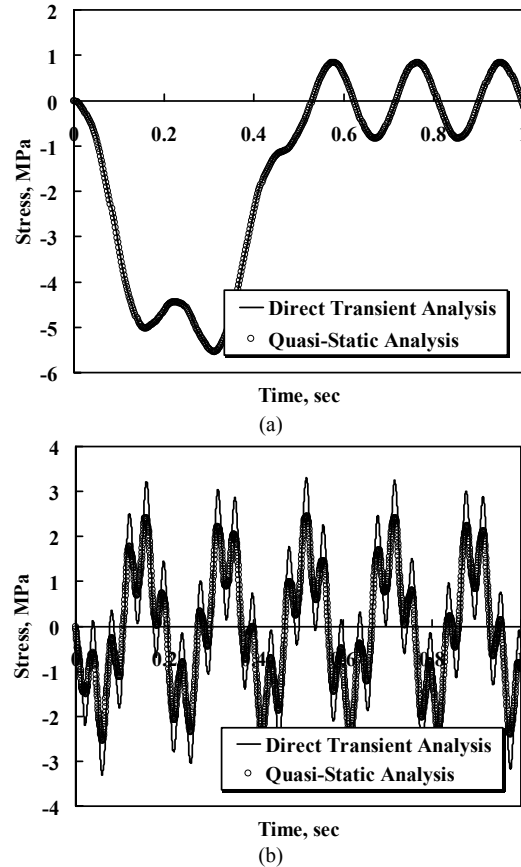 2
1
0
0 0.2 0.4 0.6 0.8
-1
-2
-3
-4
-5
-6
Stress, MPa
Direct Transient Analysis
Quasi-Static Analysis
Time, sec
(a)
4
3
2
1
0
0 0.2 0.4 0.6 0.8
-1
-2
-3
-4
Stress, MPa
Direct Transient Analysis
Quasi-Static Analysis
Time, sec
(b)